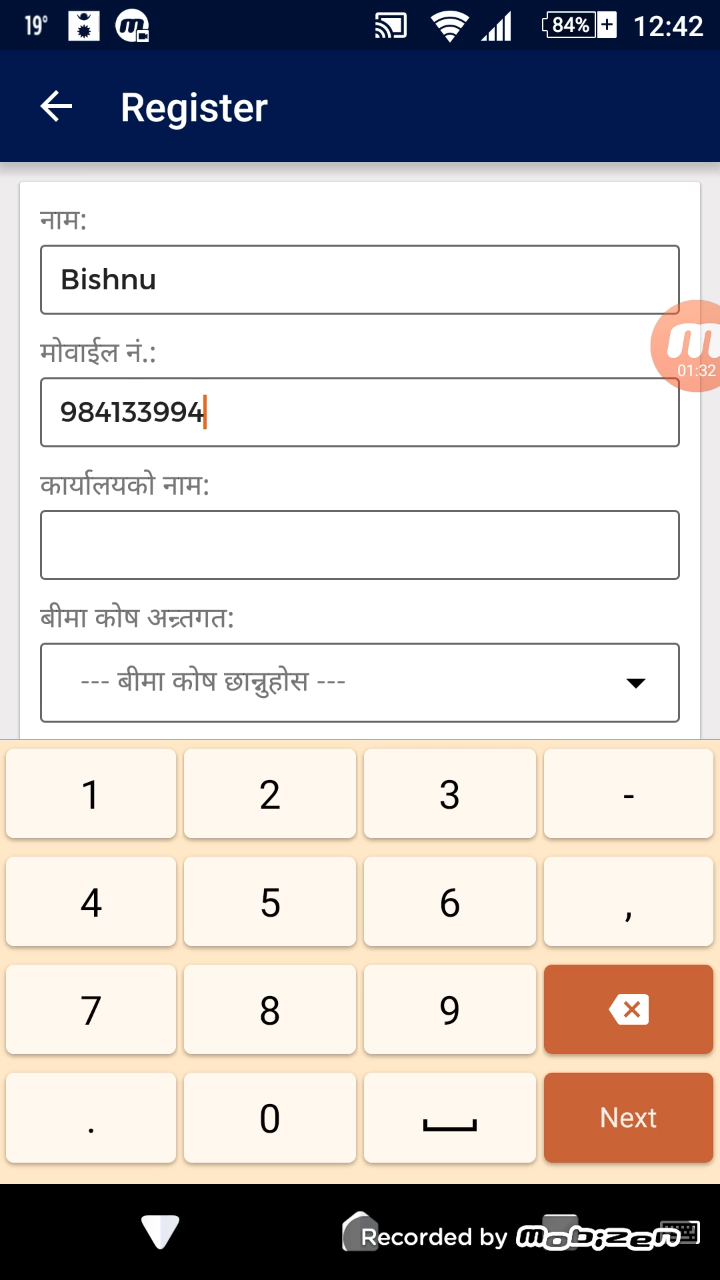 19°
84%
12:42
Register
नाम:
Bishnu
मोवाईल नं.:
01:32
984133994
कार्यालयको नाम:
बीमा कोष अन्र्तगत:
--- बीमा कोष छान्नुहोस ---
1 2 3 -
4 5 6 ,
7 8 9
. 0 Next
Recorded by mobizen